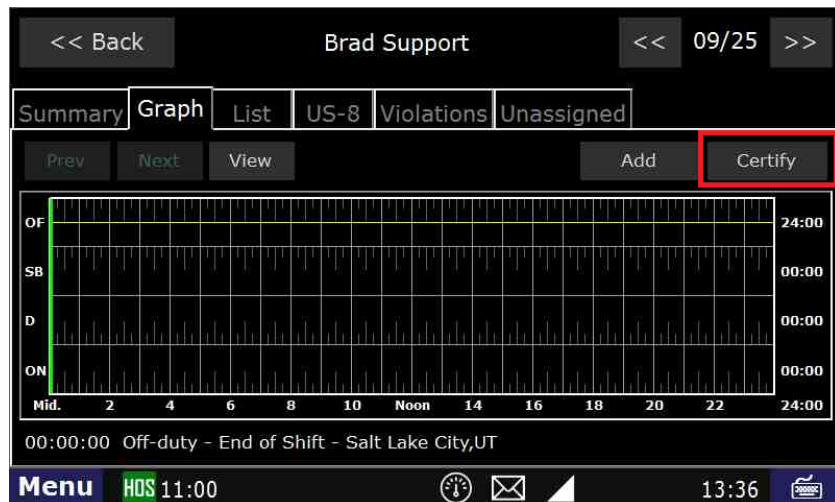 << Back Brad Support << 09/25 >>
Summary Graph List US-8 Violations Unassigned
Prev Next View Add Certify
OF 24:00
SB 00:00
D 00:00
ON 00:00
Mid. 2 4 6 8 10 Noon 14 16 18 20 22 24:00
00:00:00 Off-duty - End of Shift - Salt Lake City,UT
Menu HOS 11:00 13:36